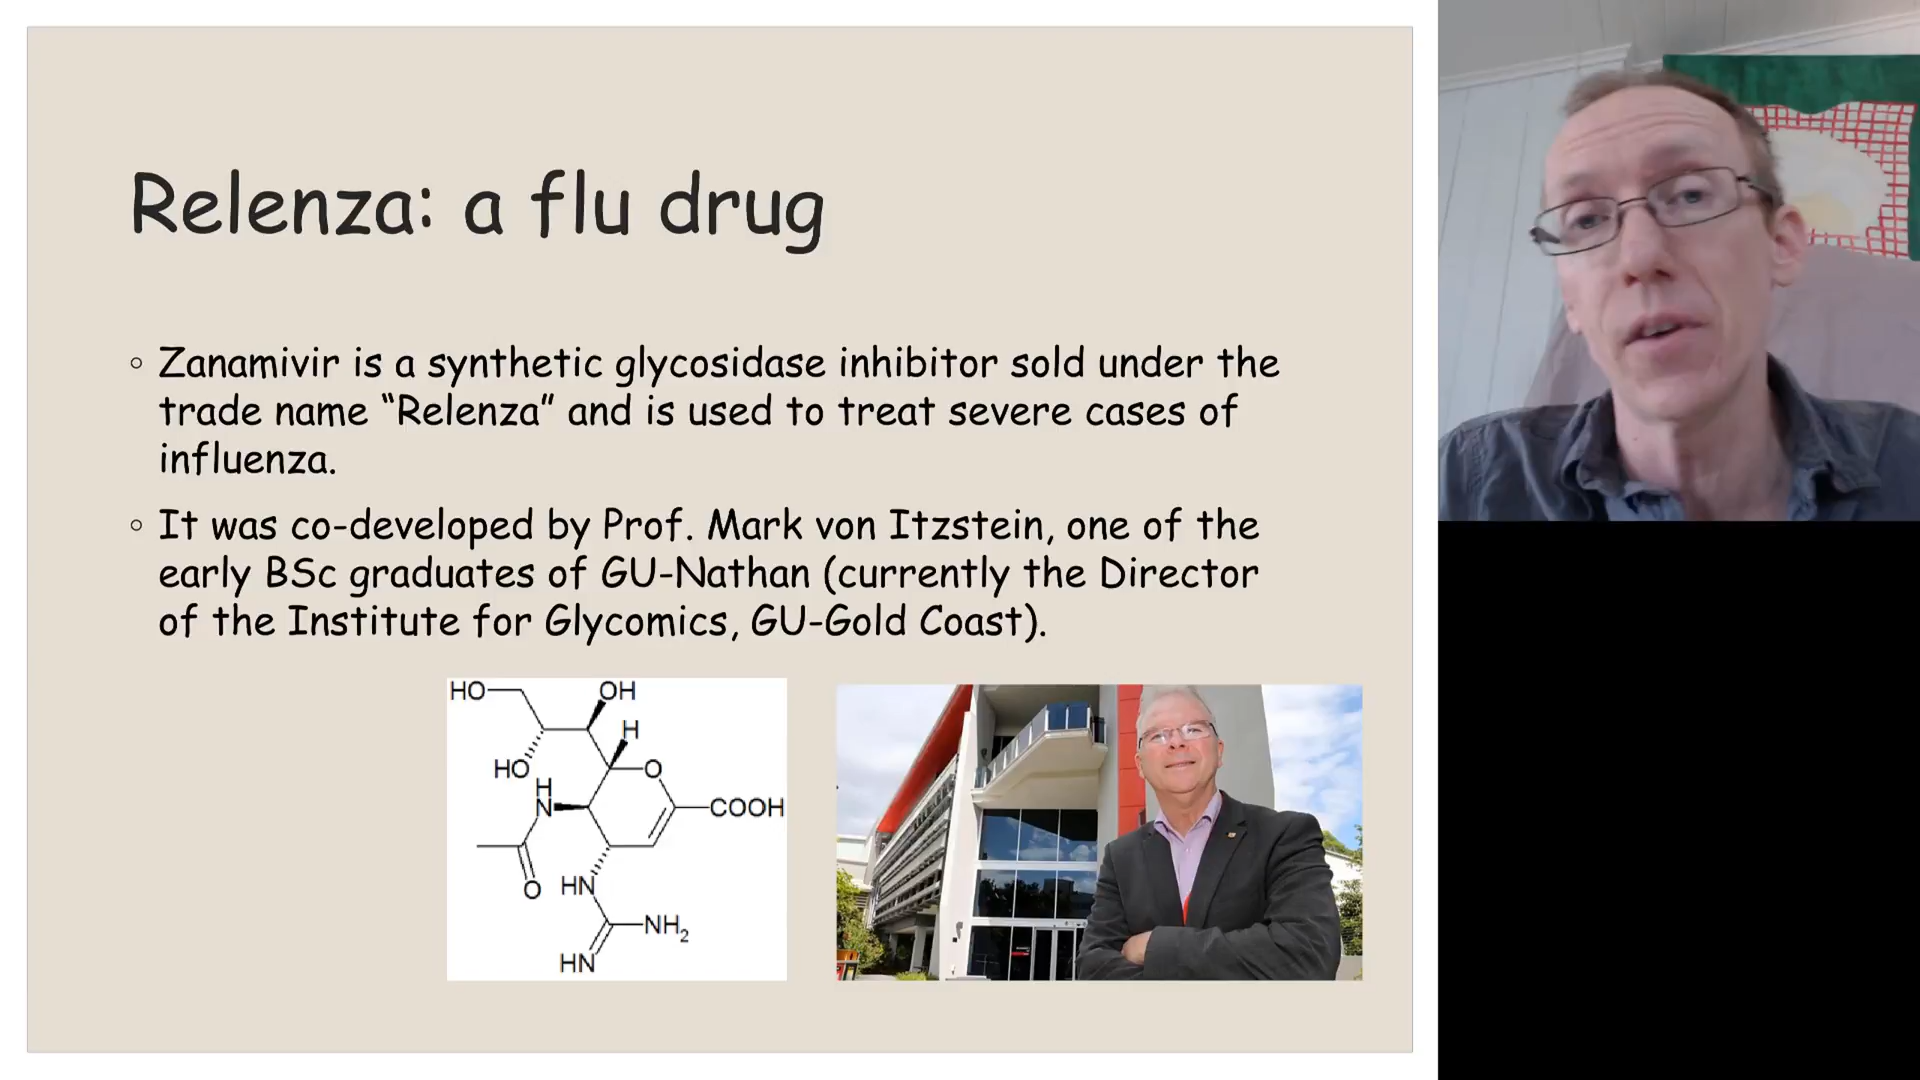 Relenza: a flu drug
◦ Zanamivir is a synthetic glycosidase inhibitor sold under the
trade name “Relenza” and is used to treat severe cases of
influenza.
◦ It was co-developed by Prof. Mark von Itzstein, one of the
early BSc graduates of GU-Nathan (currently the Director
of the Institute for Glycomics, GU-Gold Coast).
HO
OH
H
HO
O
H
N
COOH
O
HN
NH2
HN